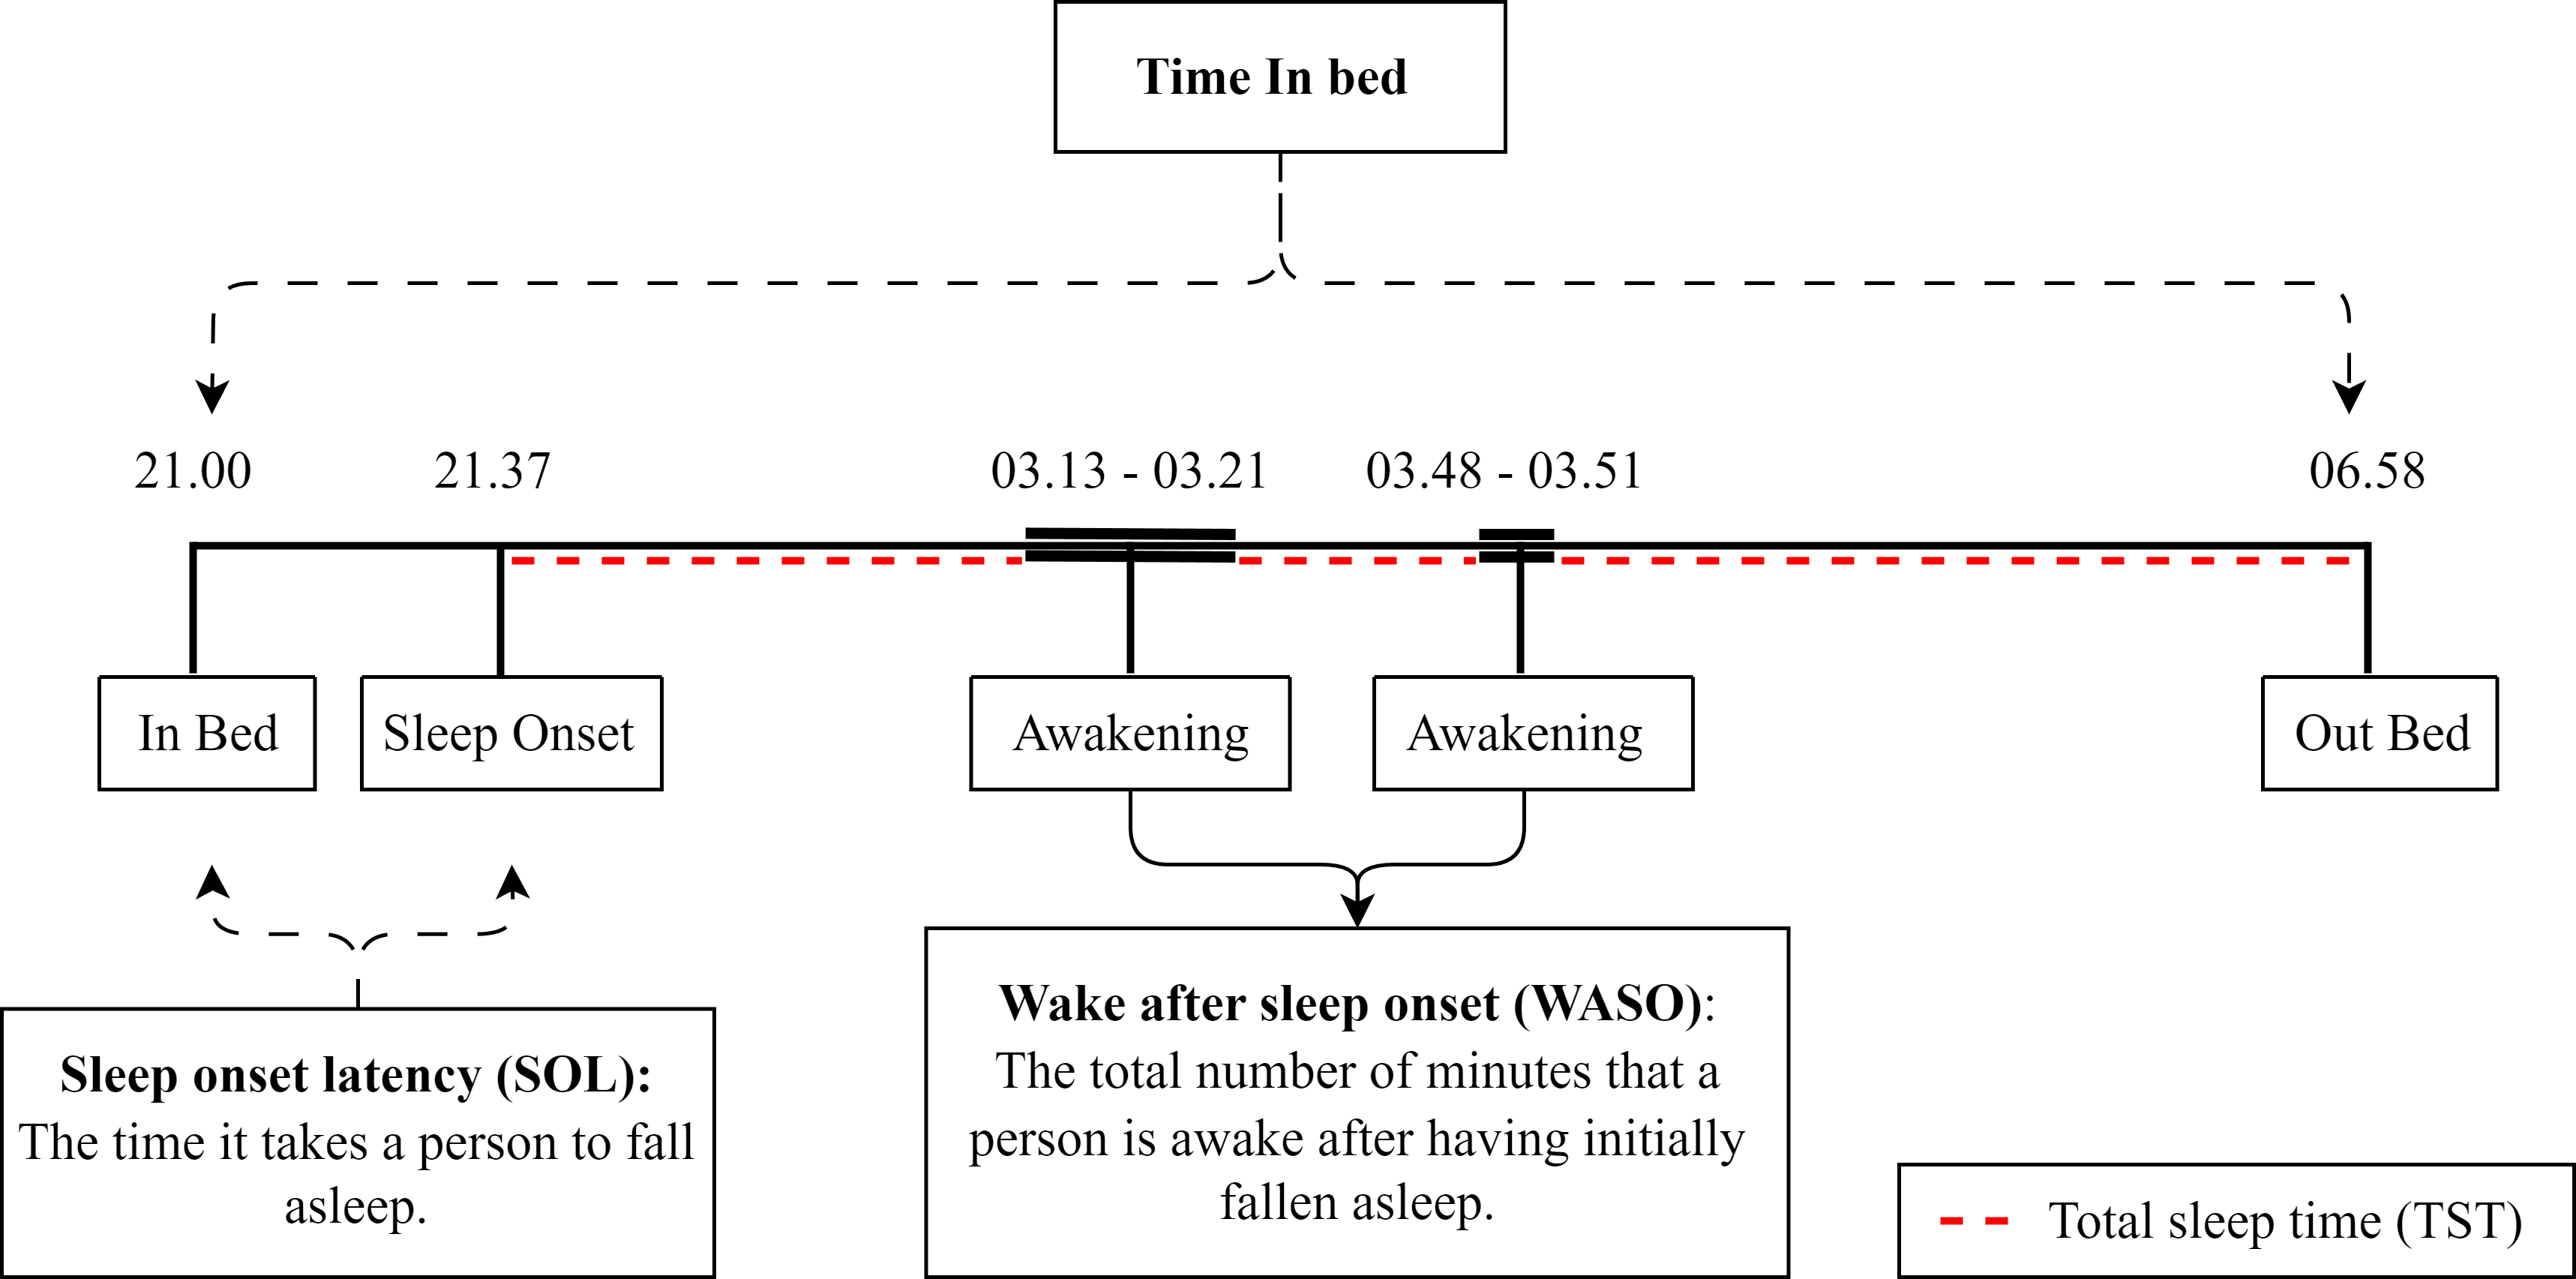 Time In bed
21.00
21.37
03.13 - 03.21
03.48 - 03.51
06.58
In Bed
Sleep Onset
Awakening
Awakening
Out Bed
Sleep onset latency (SOL):
The time it takes a person to fall
asleep.
Wake after sleep onset (WASO):
The total number of minutes that a
person is awake after having initially
fallen asleep.
Total sleep time (TST)